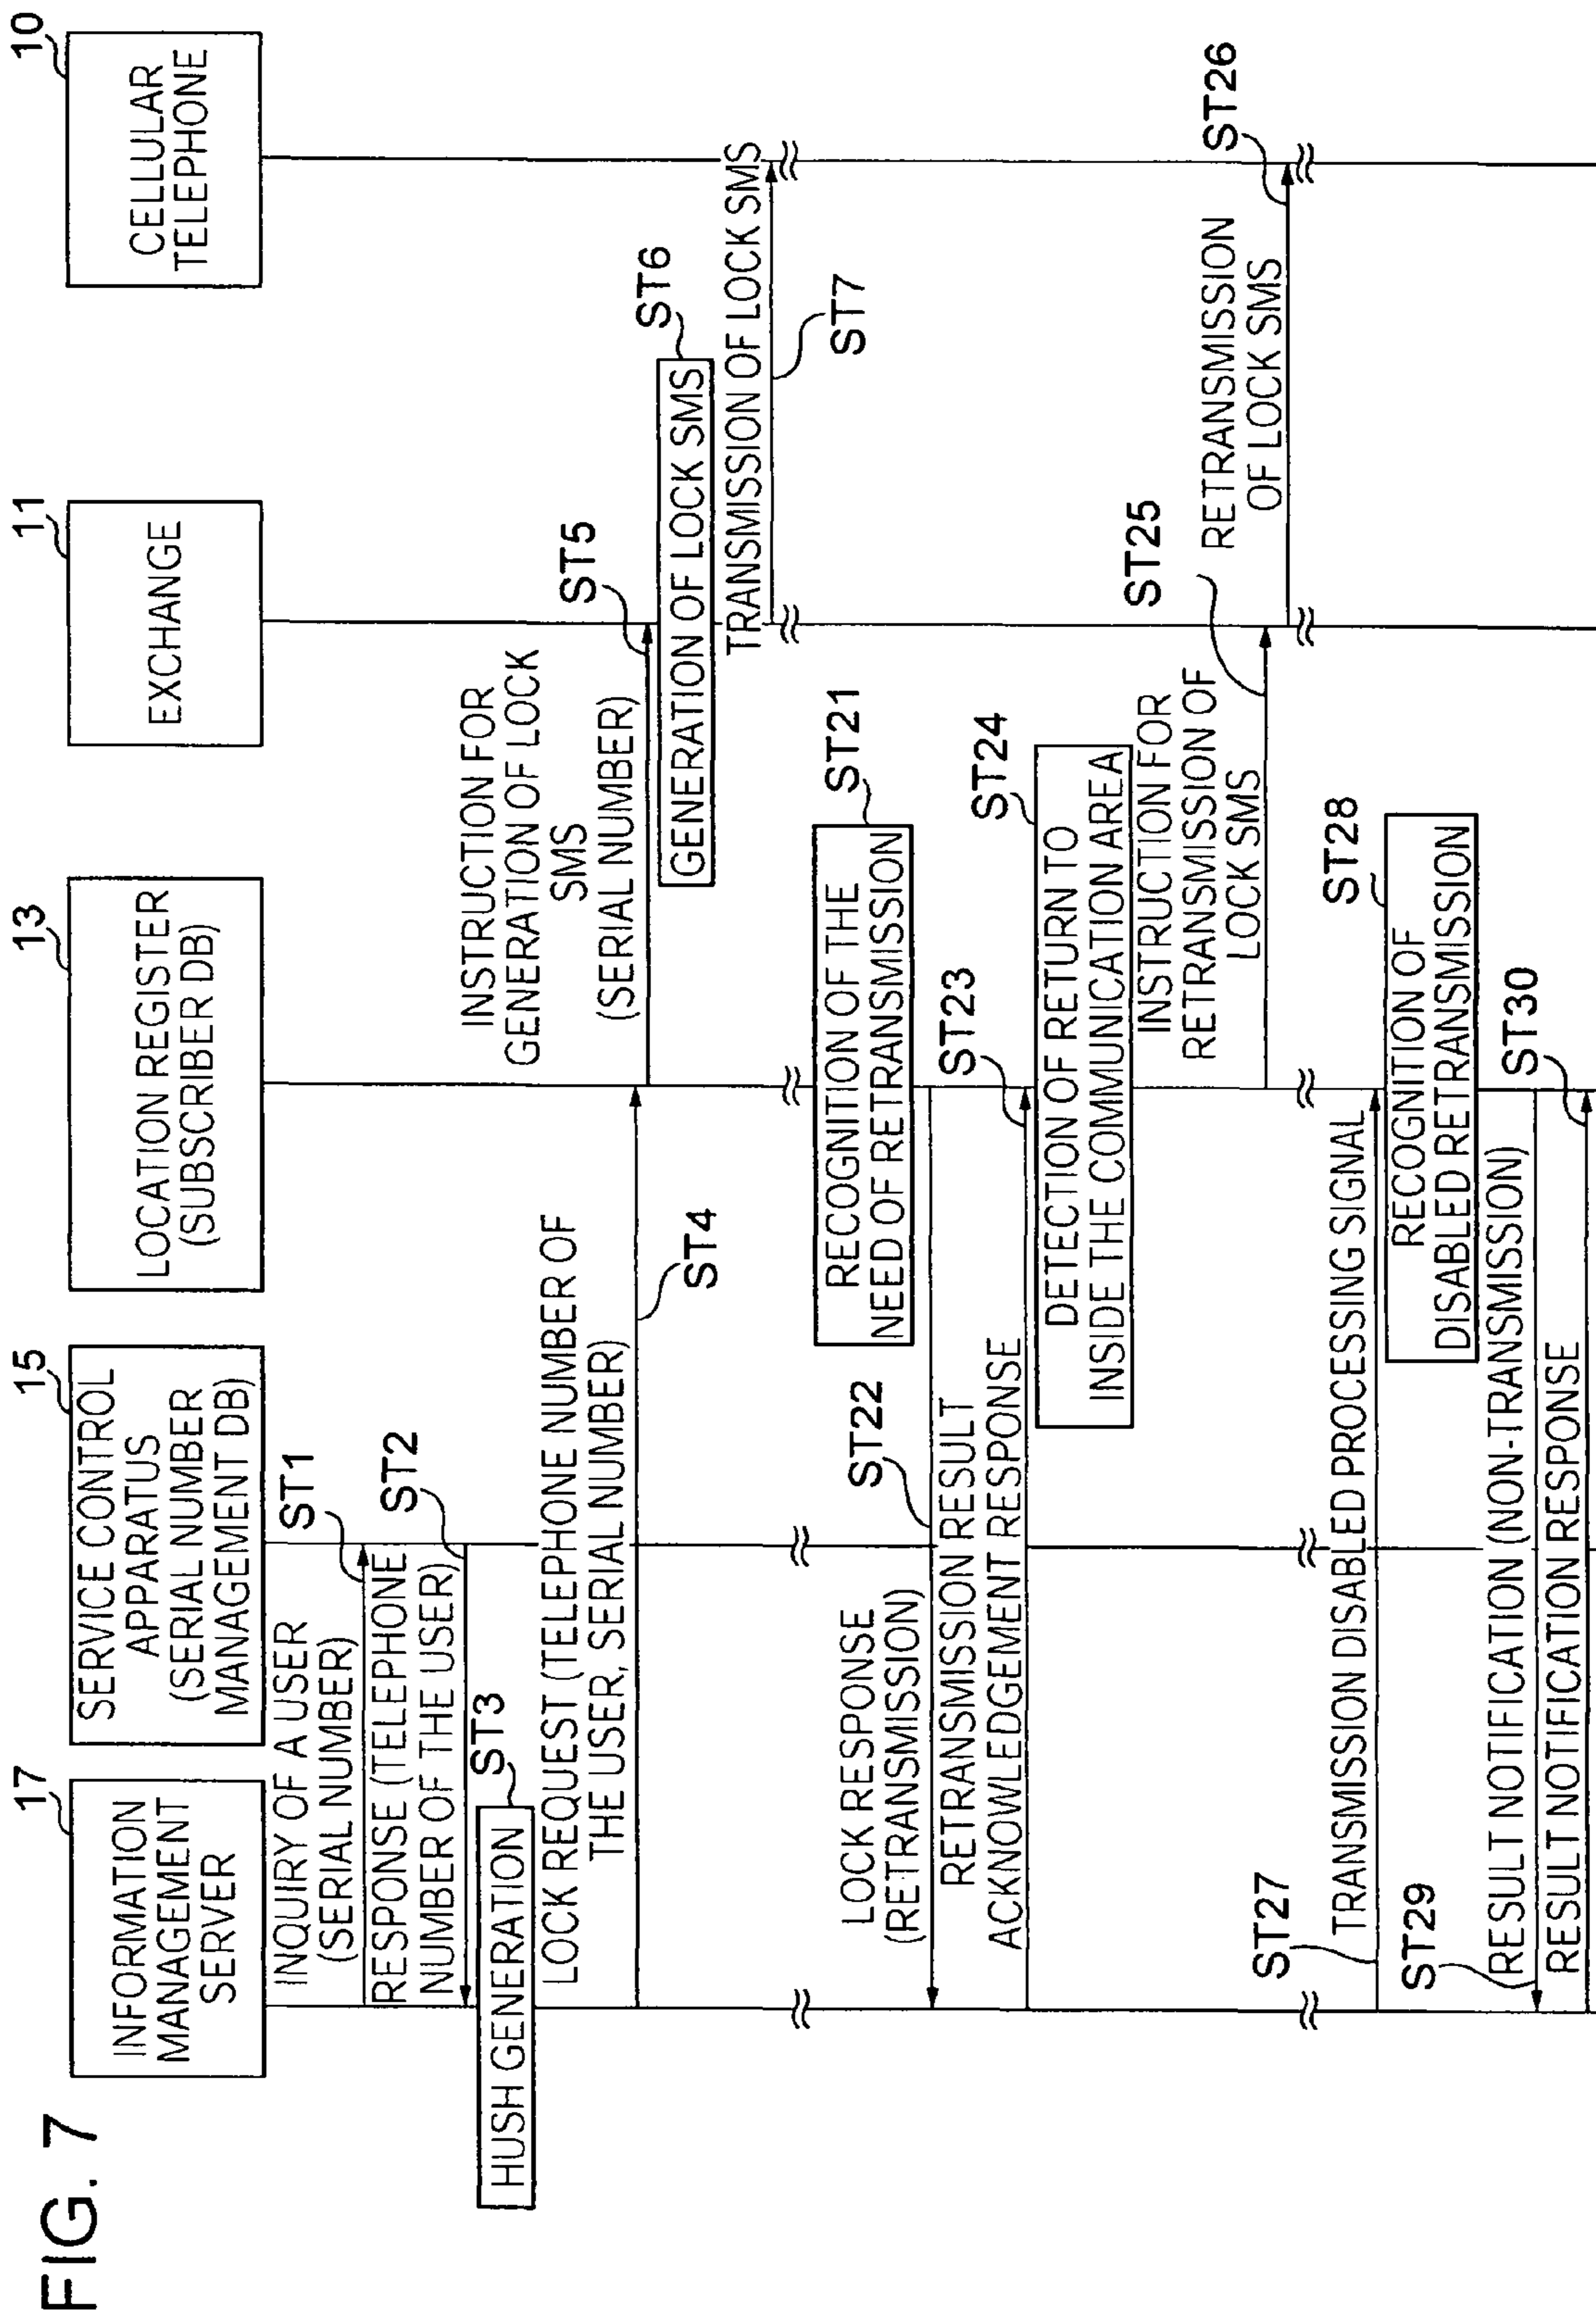 FIG. 7
17
INFORMATION
MANAGEMENT
SERVER
15
SERVICE CONTROL
APPARATUS
(SERIAL NUMBER
MANAGEMENT DB)
13
LOCATION REGISTER
(SUBSCRIBER DB)
11
EXCHANGE
10
CELLULAR
TELEPHONE
INQUIRY OF A USER
(SERIAL NUMBER)
ST1
RESPONSE (TELEPHONE
NUMBER OF THE USER)
ST2
HUSH GENERATION
ST3
LOCK REQUEST (TELEPHONE NUMBER OF
THE USER, SERIAL NUMBER)
ST4
INSTRUCTION FOR
GENERATION OF LOCK
SMS
(SERIAL NUMBER)
ST5
GENERATION OF LOCK SMS
ST6
TRANSMISSION OF LOCK SMS
ST7
RECOGNITION OF THE
NEED OF RETRANSMISSION
ST21
LOCK RESPONSE
(RETRANSMISSION)
ST22
RETRANSMISSION RESULT
ACKNOWLEDGEMENT RESPONSE
ST23
DETECTION OF RETURN TO
INSIDE THE COMMUNICATION AREA
ST24
INSTRUCTION FOR
RETRANSMISSION OF
LOCK SMS
ST25
RETRANSMISSION
OF LOCK SMS
ST26
ST27
TRANSMISSION DISABLED PROCESSING SIGNAL
RECOGNITION OF
DISABLED RETRANSMISSION
ST28
ST29
RESULT NOTIFICATION (NON-TRANSMISSION)
RESULT NOTIFICATION RESPONSE
ST30